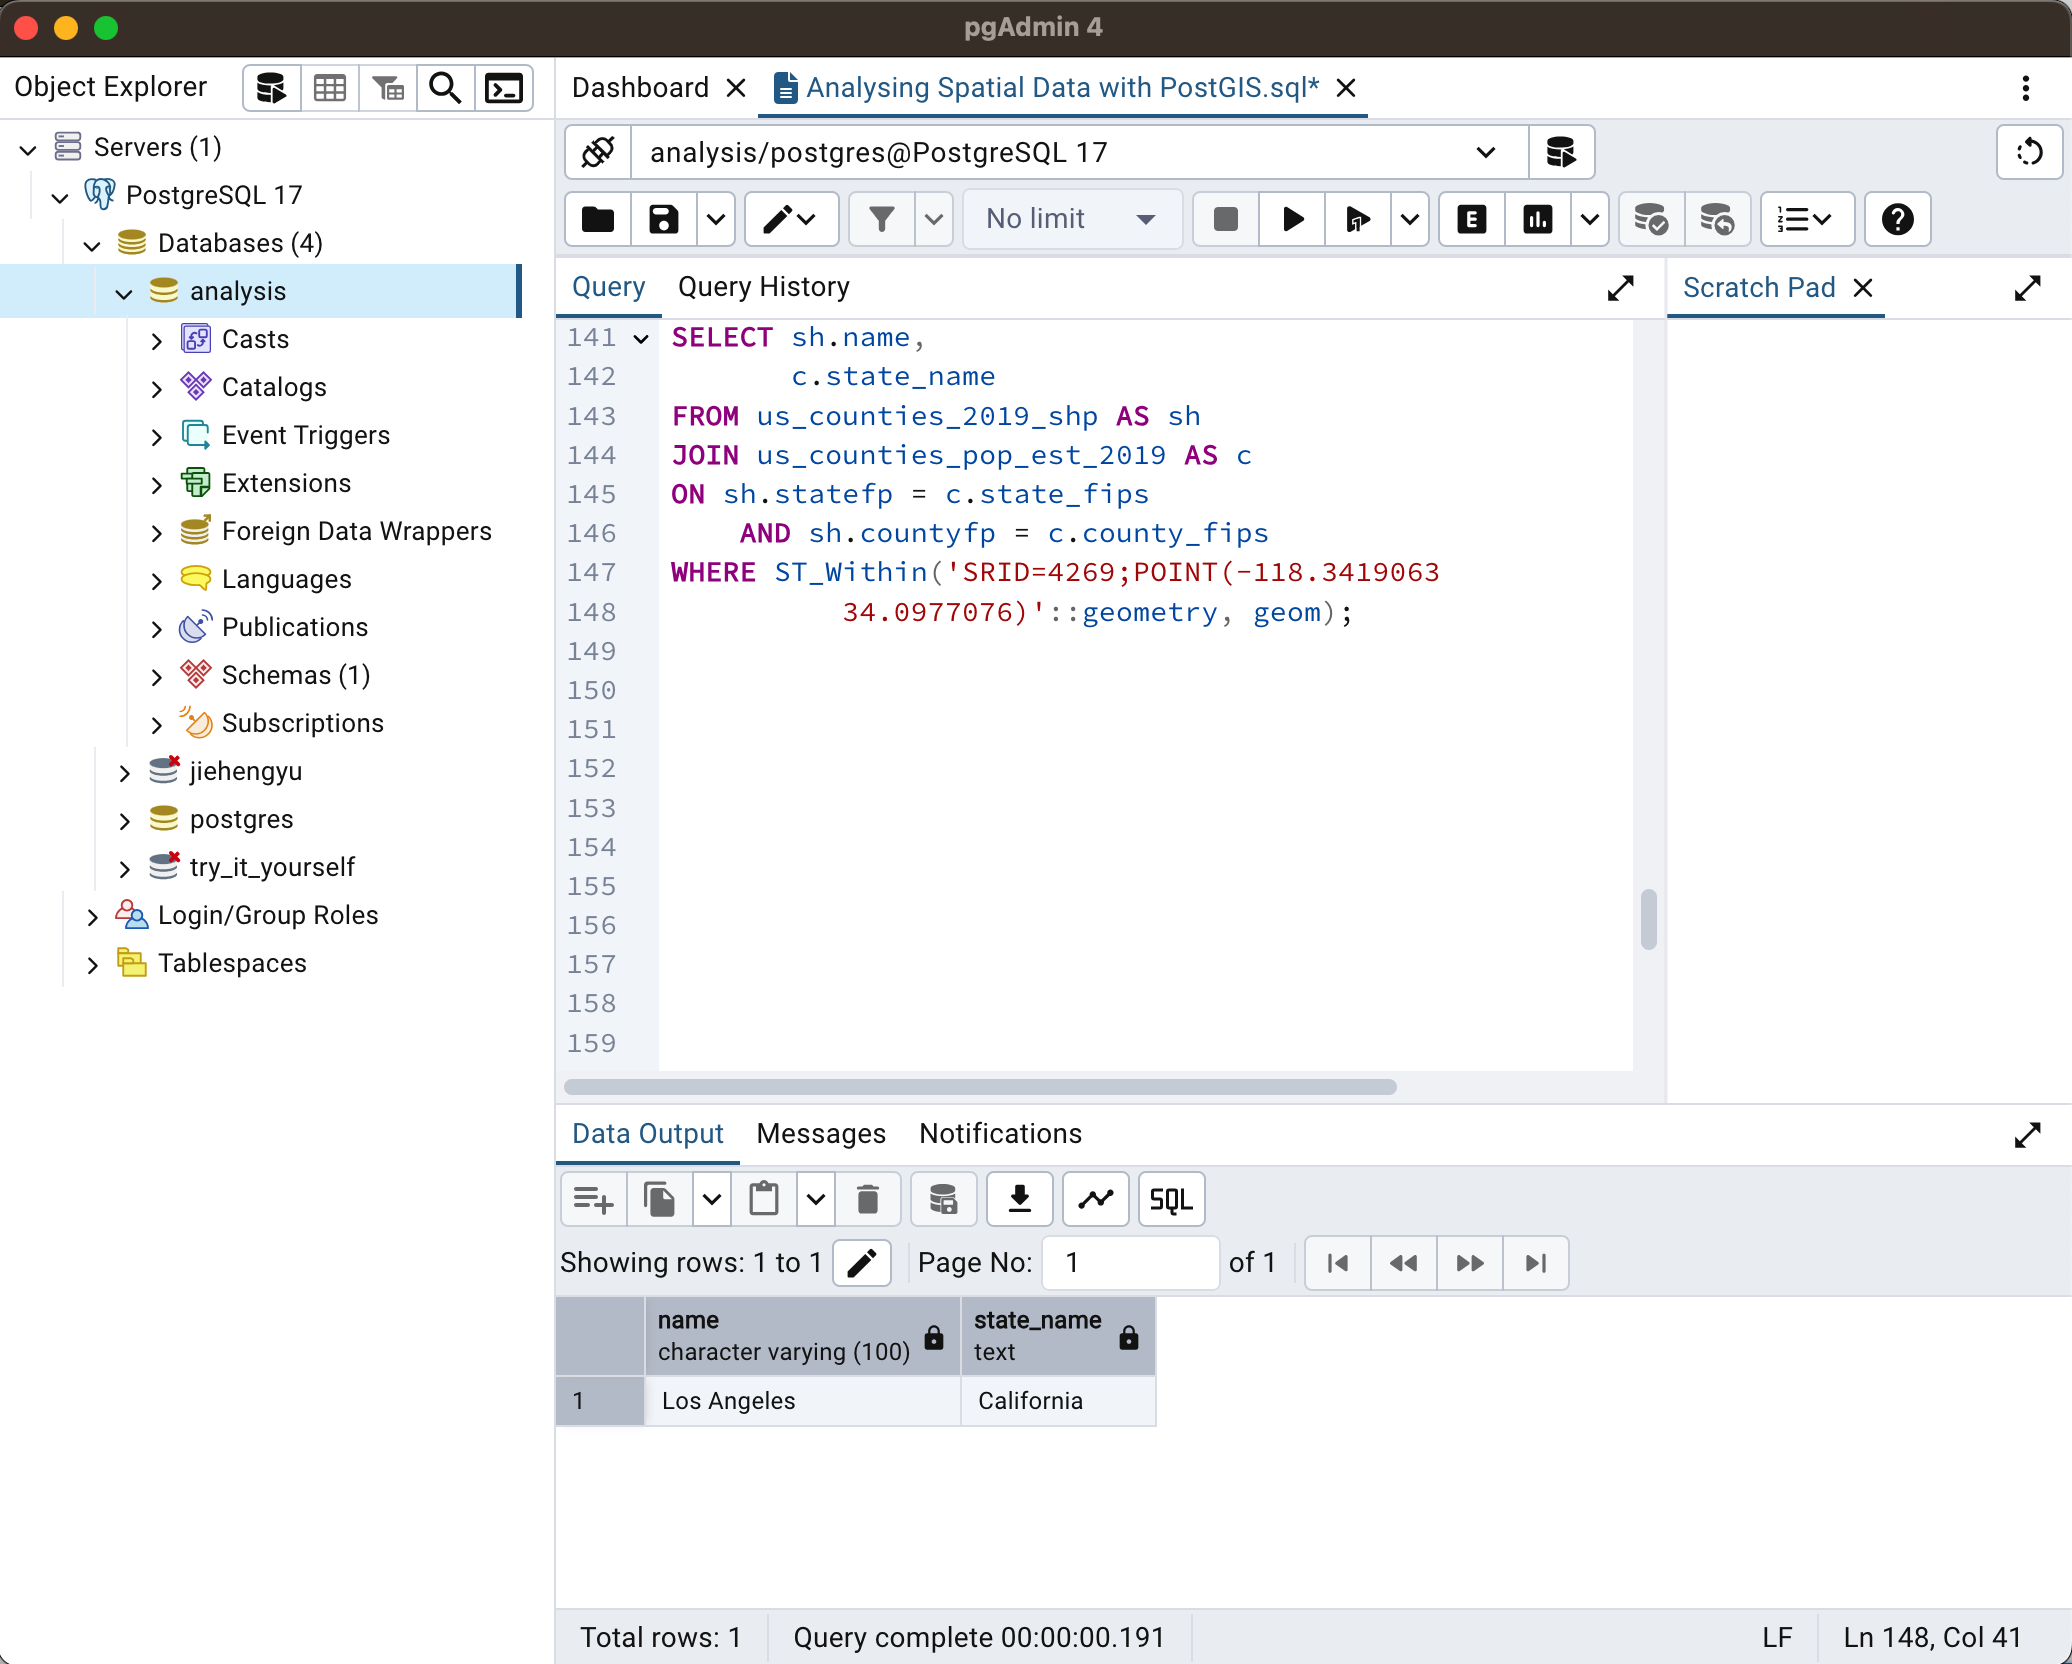 pgAdmin 4
Object Explorer
Dashboard
Analysing Spatial Data with PostGIS.sql*
Servers (1)
PostgreSQL 17
Databases (4)
analysis
Casts
Catalogs
Event Triggers
Extensions
Foreign Data Wrappers
Languages
Publications
Schemas (1)
Subscriptions
jiehengyu
postgres
try_it_yourself
Login/Group Roles
Tablespaces
analysis/postgres@PostgreSQL 17
No limit
E
Query
Query History
Scratch Pad
141 SELECT sh.name,
142 c.state_name
143 FROM us_counties_2019_shp AS sh
144 JOIN us_counties_pop_est_2019 AS c
145 ON sh.statefp = c.state_fips
146 AND sh.countyfp = c.county_fips
147 WHERE ST_Within('SRID=4269;POINT(-118.3419063
148 34.0977076)'::geometry, geom);
149
150
151
152
153
154
155
156
157
158
159
Data Output
Messages
Notifications
SQL
Showing rows: 1 to 1
Page No: 1 of 1
name
character varying (100)
state_name
text
1 Los Angeles California
Total rows: 1
Query complete 00:00:00.191
LF
Ln 148, Col 41